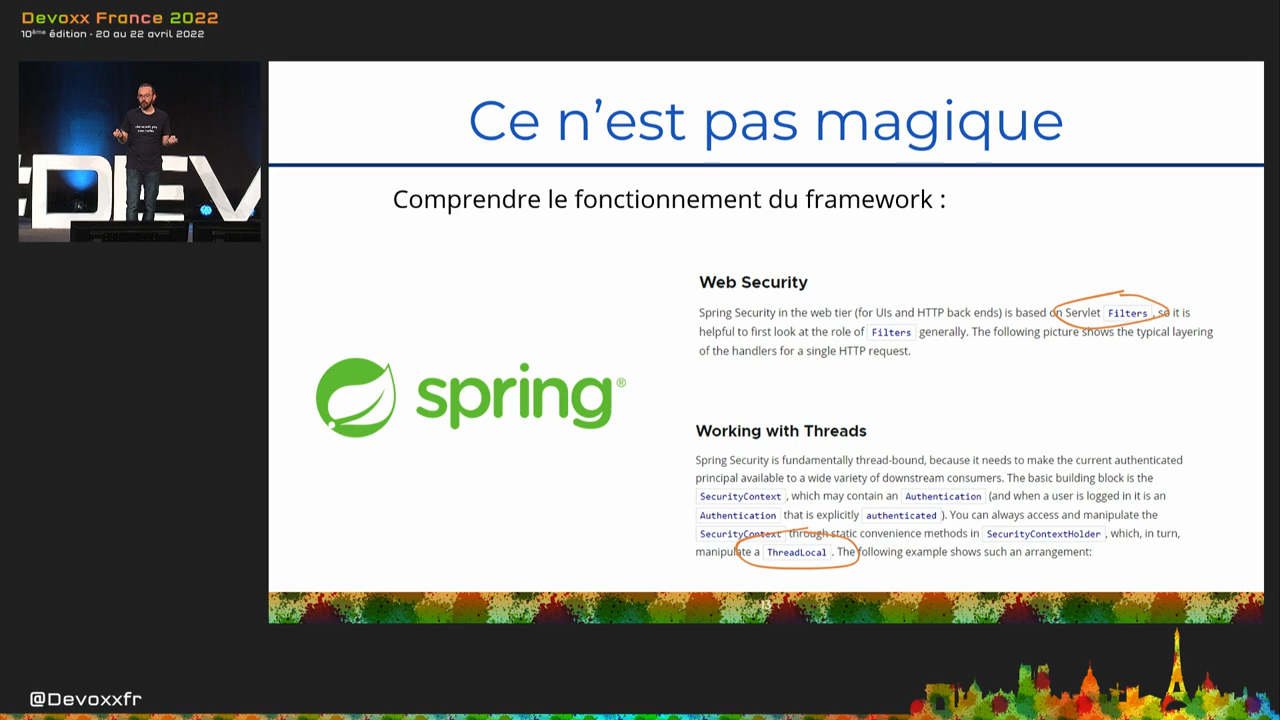 Devoxx France 2022
10ème édition - 20 au 22 avril 2022
#DEV
Ce n'est pas magique
Comprendre le fonctionnement du framework :
spring®
Web Security
Spring Security in the web tier (for UIs and HTTP back ends) is based on Servlet Filters, so it is
helpful to first look at the role of Filters generally. The following picture shows the typical layering
of the handlers for a single HTTP request.
Working with Threads
Spring Security is fundamentally thread-bound, because it needs to make the current authenticated
principal available to a wide variety of downstream consumers. The basic building block is the
SecurityContext, which may contain an Authentication (and when a user is logged in it is an
Authentication that is explicitly authenticated). You can always access and manipulate the
SecurityContext through static convenience methods in SecurityContextHolder, which, in turn,
manipulate a ThreadLocal. The following example shows such an arrangement:
13
@Devoxxfr